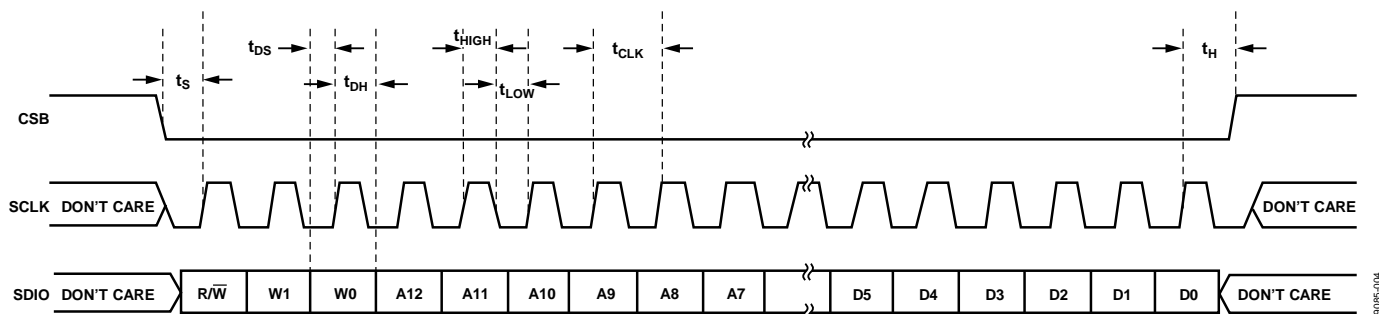 tDS
tHIGH
tCLK
tH
tS
tDH
tLOW
CSB
SCLK DON'T CARE DON'T CARE
SDIO DON'T CARE R/W̅ W1 W0 A12 A11 A10 A9 A8 A7 D5 D4 D3 D2 D1 D0 DON'T CARE